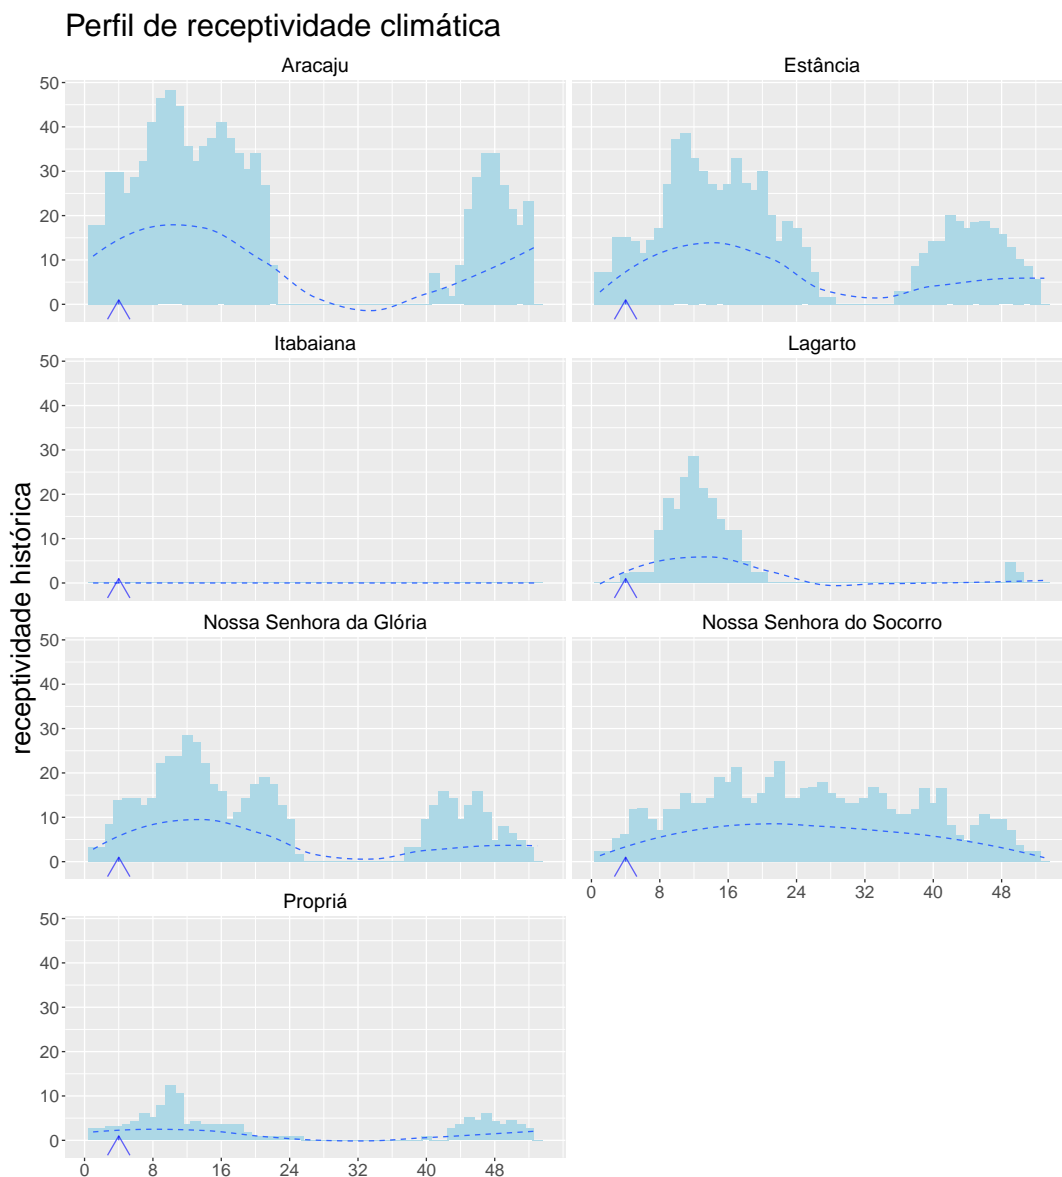 Perfil de receptividade climática
Aracaju
Estância
50
40
30
20
10
0
Itabaiana
Lagarto
50
40
30
20
10
0
receptividade histórica
Nossa Senhora da Glória
Nossa Senhora do Socorro
50
40
30
20
10
0
0 8 16 24 32 40 48
Propriá
50
40
30
20
10
0
0 8 16 24 32 40 48